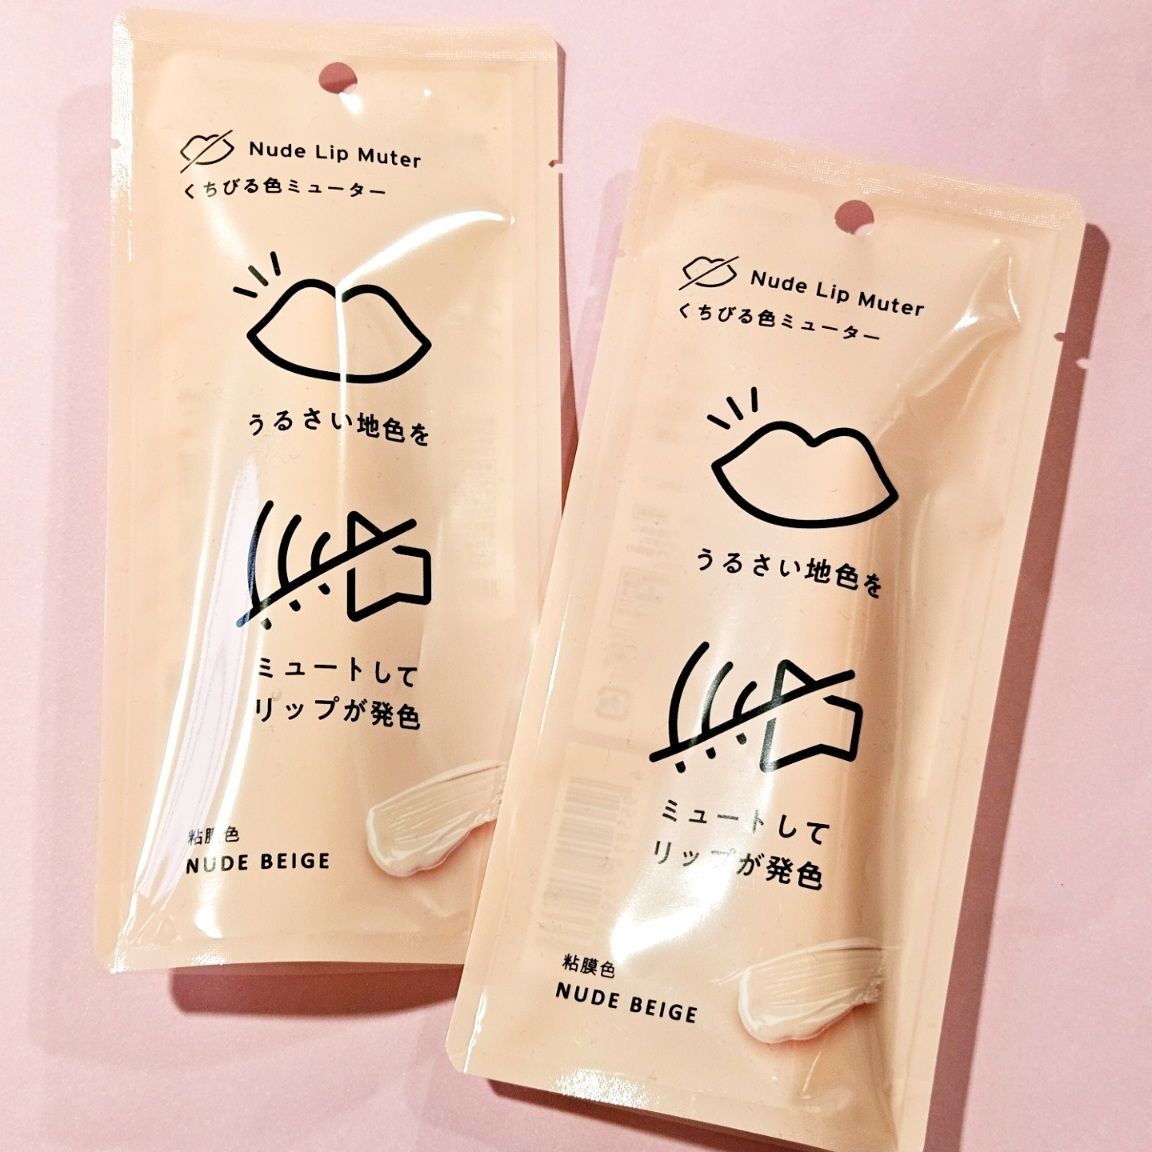 Nude Lip Muter
くちびる色ミューター
うるさい地色を
ミュートして
リップが発色
粘膜色
NUDE BEIGE
Nude Lip Muter
くちびる色ミューター
うるさい地色を
ミュートして
リップが発色
粘膜色
NUDE BEIGE